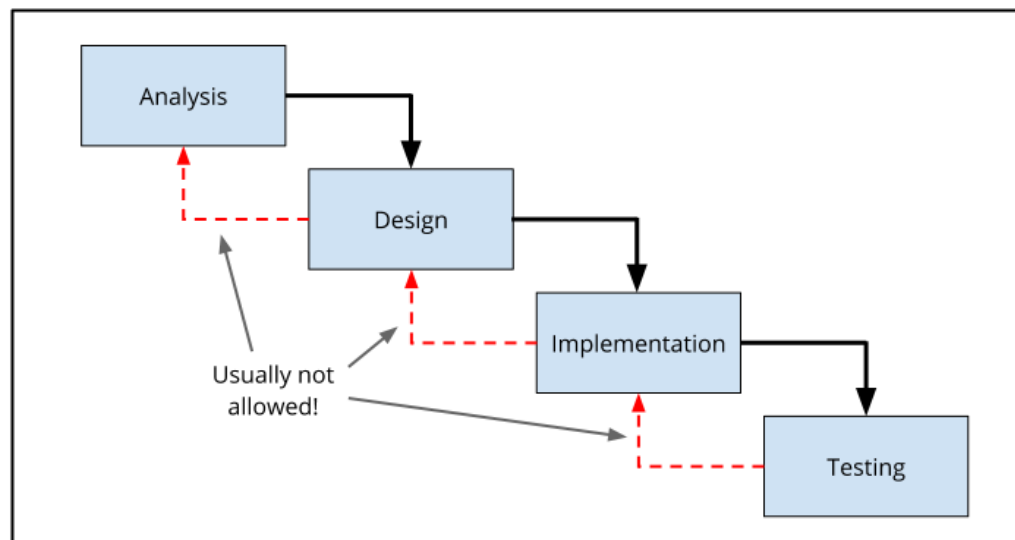 Analysis
Design
Implementation
Usually not
allowed!
Testing